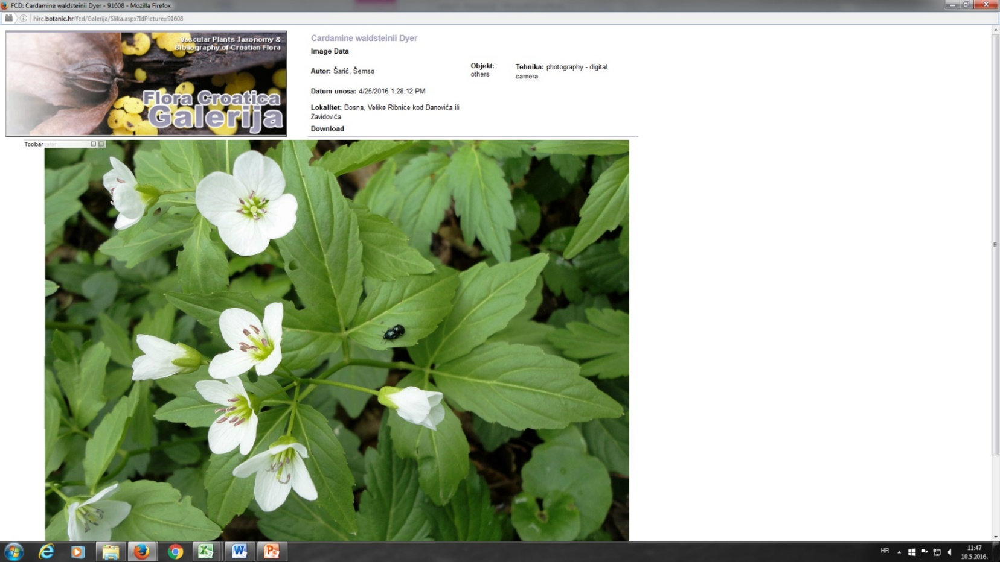 FCD: Cardamine waldsteinii Dyer - 91608 - Mozilla Firefox
hirc.botanic.hr/fcd/Galerija/Slika.aspx?IdPicture=91608
Vascular Plants Taxonomy &
Bibliography of Croatian Flora
Flora Croatica
Galerija
Cardamine waldsteinii Dyer
Image Data
Autor: Šarić, Šemso
Objekt:
others
Tehnika: photography - digital
camera
Datum unosa: 4/25/2016 1:28:12 PM
Lokalitet: Bosna, Velike Ribnice kod Banovića ili
Zavidovića
Download
Toolbar
HR
11:47
10.5.2016.